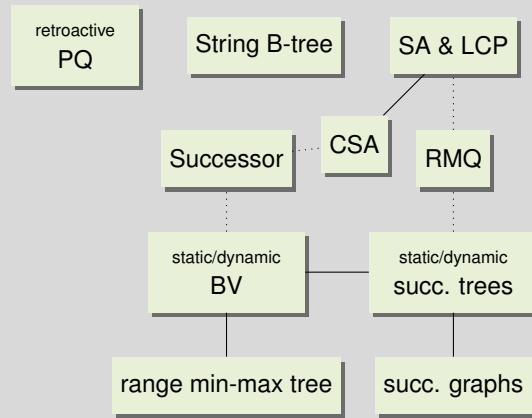 retroactive
PQ
String B-tree
SA & LCP
CSA
Successor
RMQ
static/dynamic
BV
static/dynamic
succ. trees
range min-max tree
succ. graphs